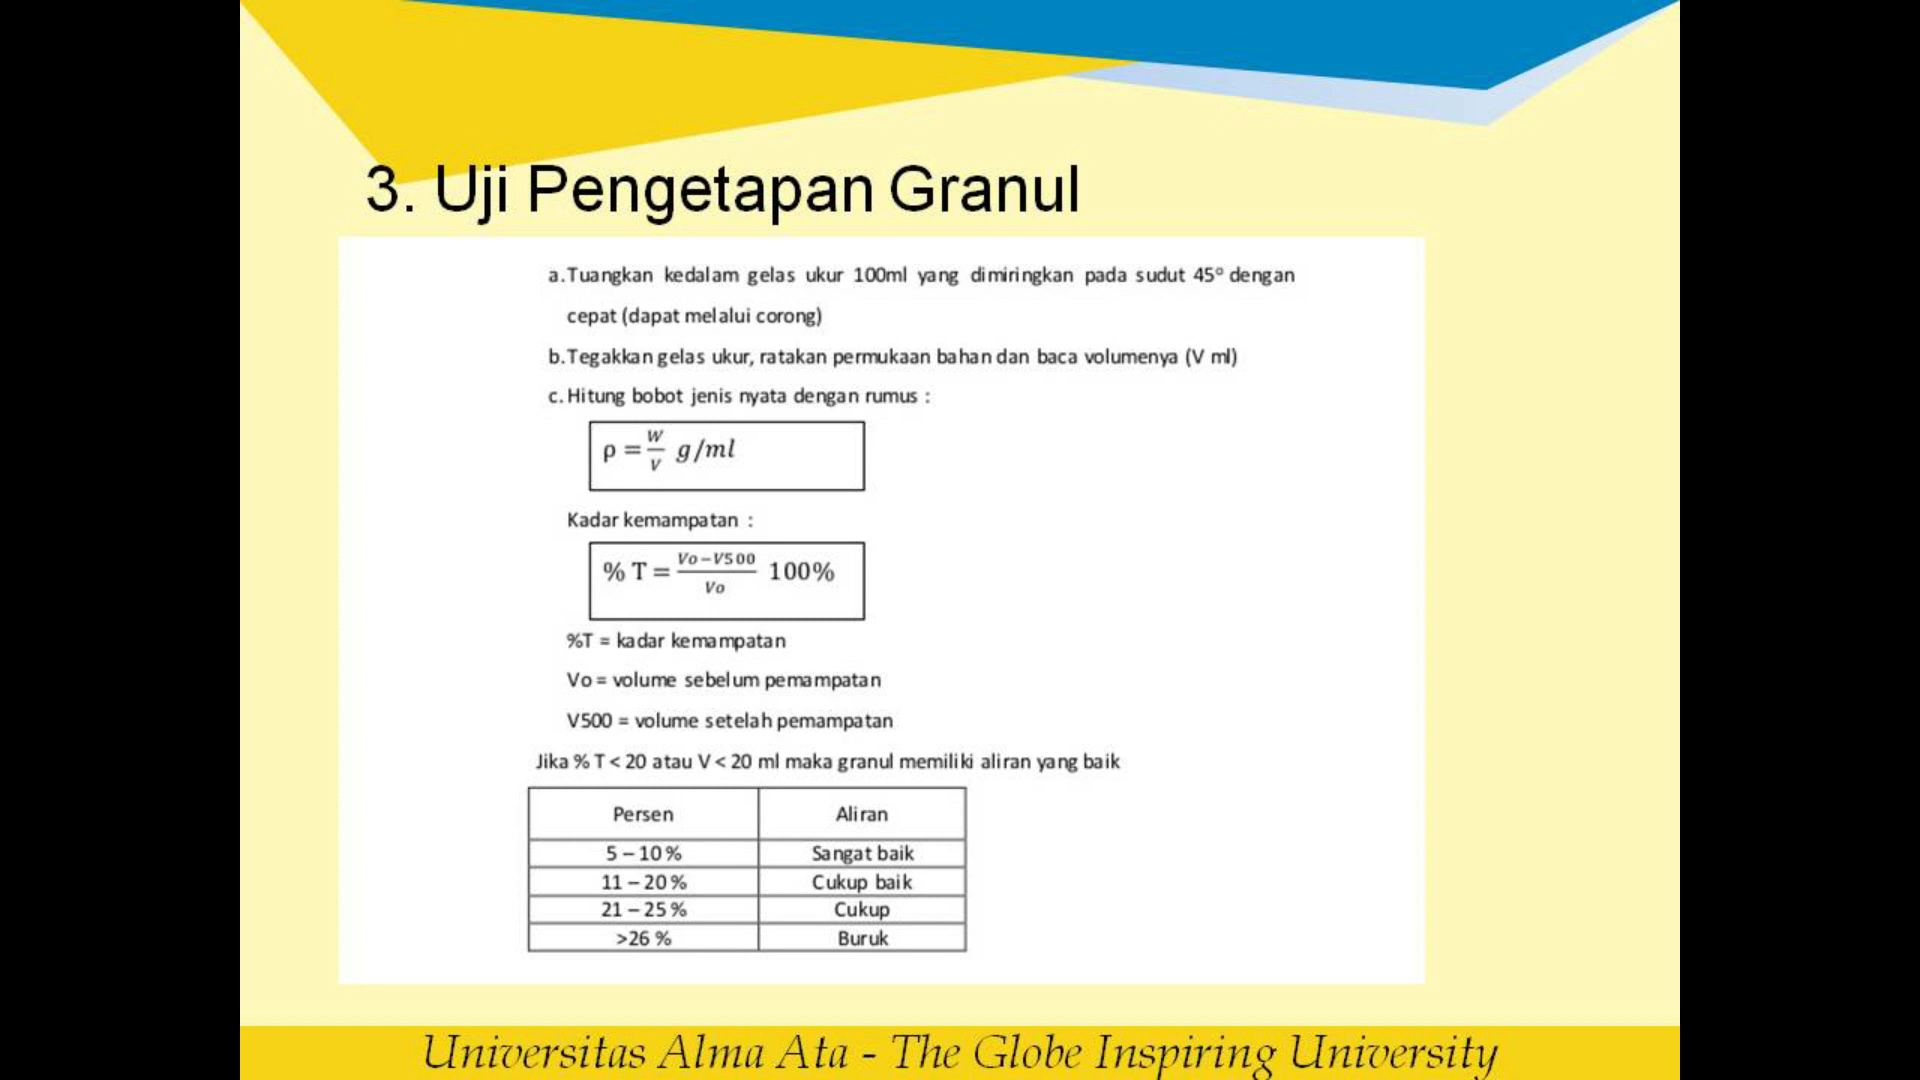 3. Uji Pengetapan Granul
a.Tuangkan kedalam gelas ukur 100ml yang dimiringkan pada sudut 45° dengan
cepat (dapat melalui corong)
b.Tegakkan gelas ukur, ratakan permukaan bahan dan baca volumenya (V ml)
c. Hitung bobot jenis nyata dengan rumus :
ρ = W/V g/ml
Kadar kemampatan :
% T = Vo−V500/Vo 100%
%T = kadar kemampatan
Vo = volume sebelum pemampatan
V500 = volume setelah pemampatan
Jika % T < 20 atau V < 20 ml maka granul memiliki aliran yang baik
Persen Aliran
5 – 10 % Sangat baik
11 – 20 % Cukup baik
21 – 25 % Cukup
>26 % Buruk
Universitas Alma Ata - The Globe Inspiring University